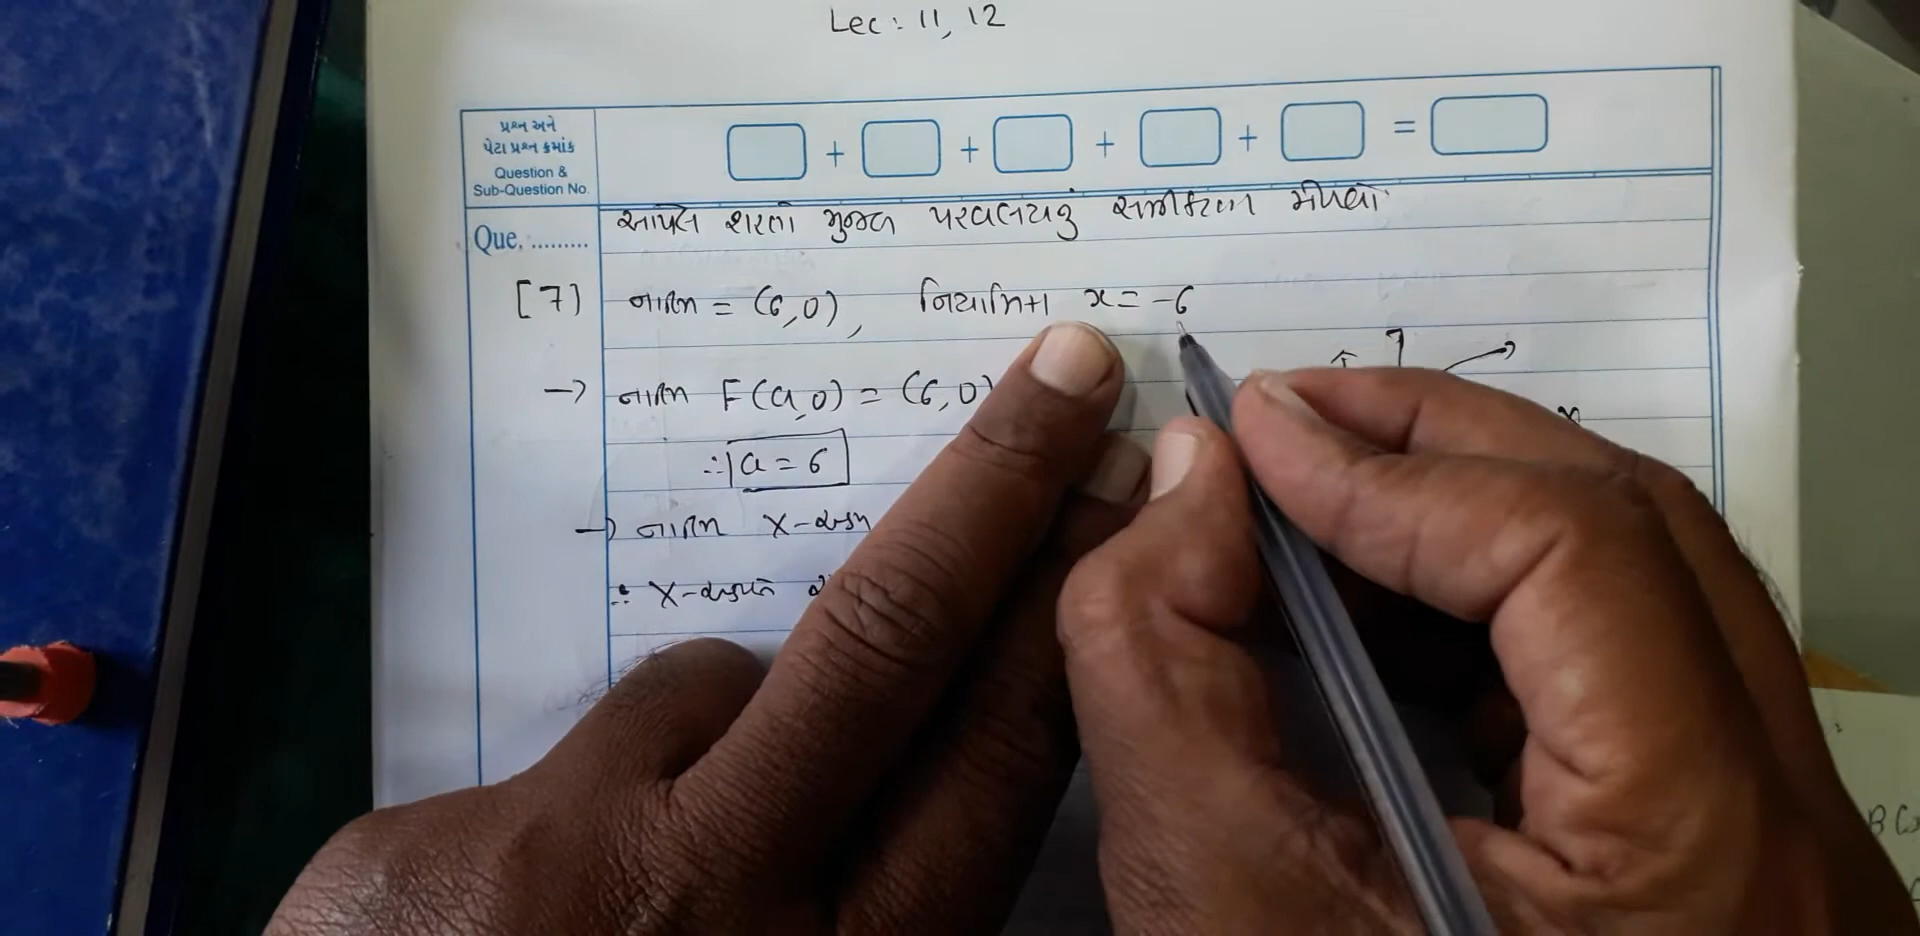 Lec : 11, 12
પ્રશ્ન અને
પેટા પ્રશ્ન ક્રમાંક
Question &
Sub-Question No.
+ + + + =
Que. .........
આપેલ શરતો મુજબ પરવલયનું સમીકરણ મેળવો
[7] નાભિ = (6,0), નિયામિકા x = -6
→ નાભિ F(a,0) = (6,0)
∴ a = 6
→ નાભિ X-અક્ષ
∴ X-અક્ષને